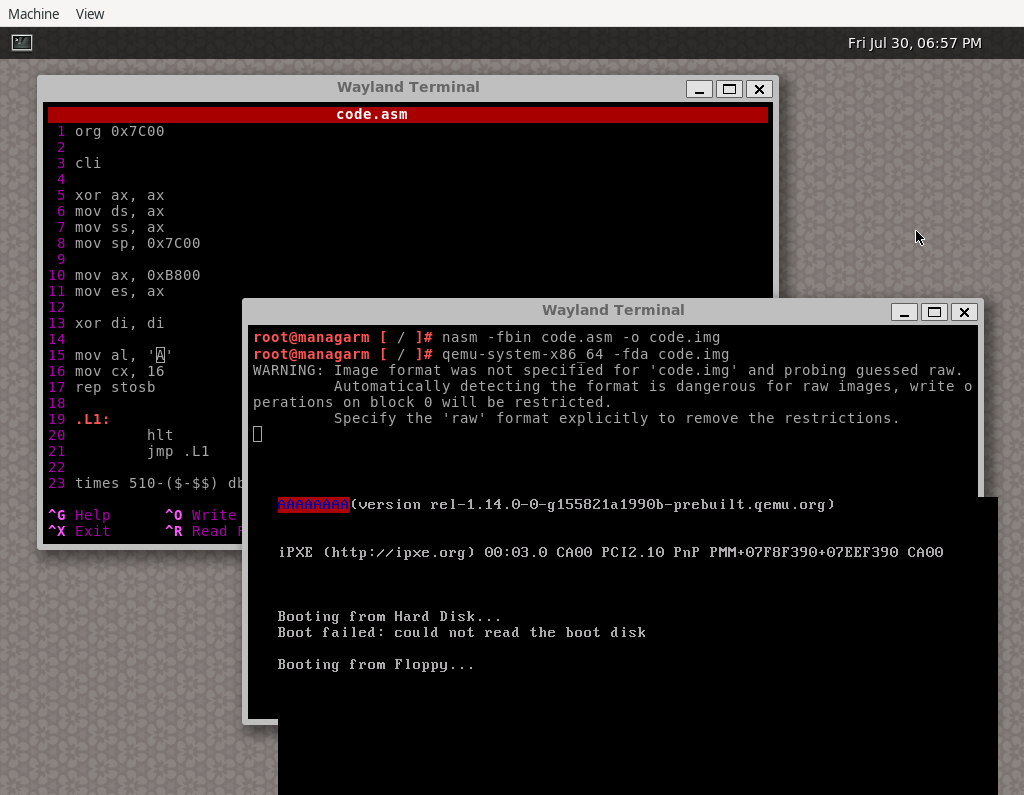 Machine View
Fri Jul 30, 06:57 PM
Wayland Terminal
code.asm
1 org 0x7C00
2
3 cli
4
5 xor ax, ax
6 mov ds, ax
7 mov ss, ax
8 mov sp, 0x7C00
9
10 mov ax, 0xB800
11 mov es, ax
12
13 xor di, di
14
15 mov al, 'A'
16 mov cx, 16
17 rep stosb
18
19 .L1:
20 hlt
21 jmp .L1
22
23 times 510-($-$$) db
^G Help ^O Write
^X Exit ^R Read F
Wayland Terminal
root@managarm [ / ]# nasm -fbin code.asm -o code.img
root@managarm [ / ]# qemu-system-x86_64 -fda code.img
WARNING: Image format was not specified for 'code.img' and probing guessed raw.
Automatically detecting the format is dangerous for raw images, write o
perations on block 0 will be restricted.
Specify the 'raw' format explicitly to remove the restrictions.
AAAAAAAA(version rel-1.14.0-0-g155821a1990b-prebuilt.qemu.org)
iPXE (http://ipxe.org) 00:03.0 CA00 PCI2.10 PnP PMM+07F8F390+07EEF390 CA00
Booting from Hard Disk...
Boot failed: could not read the boot disk
Booting from Floppy...